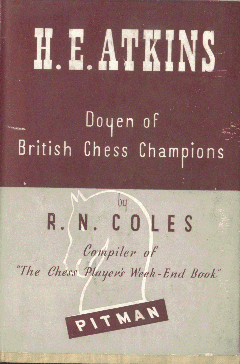 H.E.ATKINS
Doyen of
British Chess Champions
by
R. N. COLES
Compiler of
"The Chess Player's Week-End Book"
PITMAN